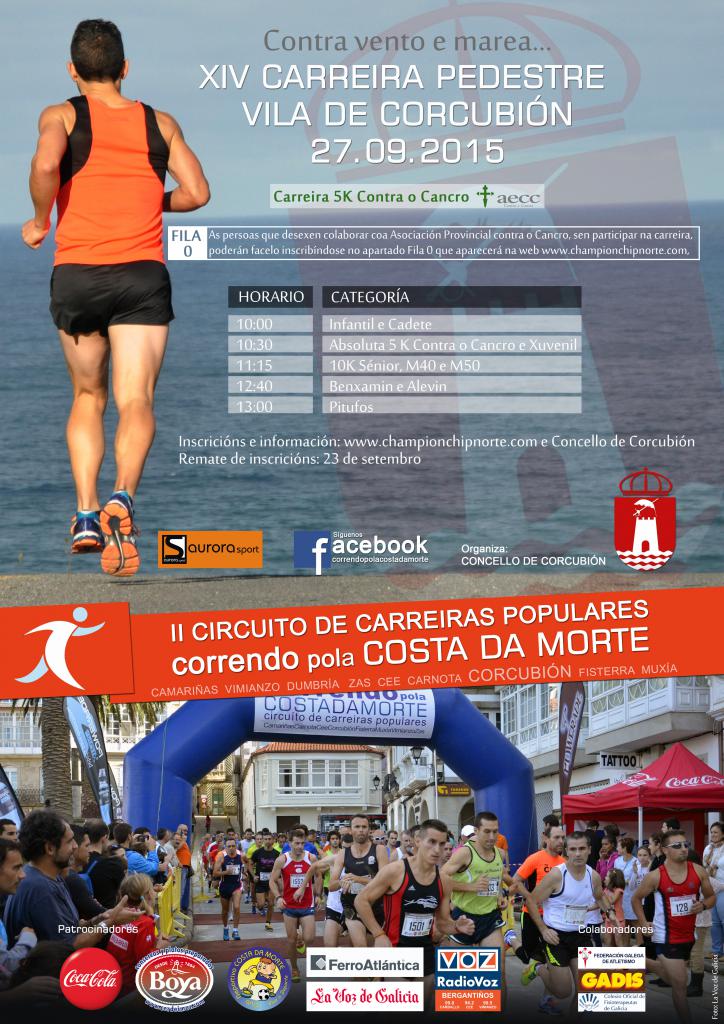 Contra vento e marea...
XIV CARREIRA PEDESTRE
VILA DE CORCUBIÓN
27.09.2015
Carreira 5K Contra o Cancro aecc
FILA 0
As persoas que desexen colaborar coa Asociación Provincial contra o Cancro, sen participar na carreira,
poderán facelo inscribíndose no apartado Fila 0 que aparecerá na web www.championchipnorte.com,
HORARIO CATEGORÍA
10:00 Infantil e Cadete
10:30 Absoluta 5 K Contra o Cancro e Xuvenil
11:15 10K Sénior, M40 e M50
12:40 Benxamin e Alevin
13:00 Pitufos
Inscricións e información: www.championchipnorte.com e Concello de Corcubión
Remate de inscricións: 23 de setembro
aurora sport
Síguenos
facebook
correndopolacostadamorte
Organiza:
CONCELLO DE CORCUBIÓN
II CIRCUITO DE CARREIRAS POPULARES
correndo pola COSTA DA MORTE
CAMARIÑAS VIMIANZO DUMBRÍA ZAS CEE CARNOTA CORCUBIÓN FISTERRA MUXÍA
pola
COSTADAMORTE
circuito de carreiras populares
TATTOO
Coca-Cola
1501
128
Patrocinadores
Colaboradores
Coca-Cola
Boya
COSTA DA MORTE
FerroAtlántica
La Voz de Galicia
VOZ
RadioVoz
BERGANTIÑOS
FEDERACIÓN GALEGA
DE ATLETISMO
GADIS
Colexio Oficial de
Fisioterapeutas
de Galicia
Foto: La Voz de Galicia